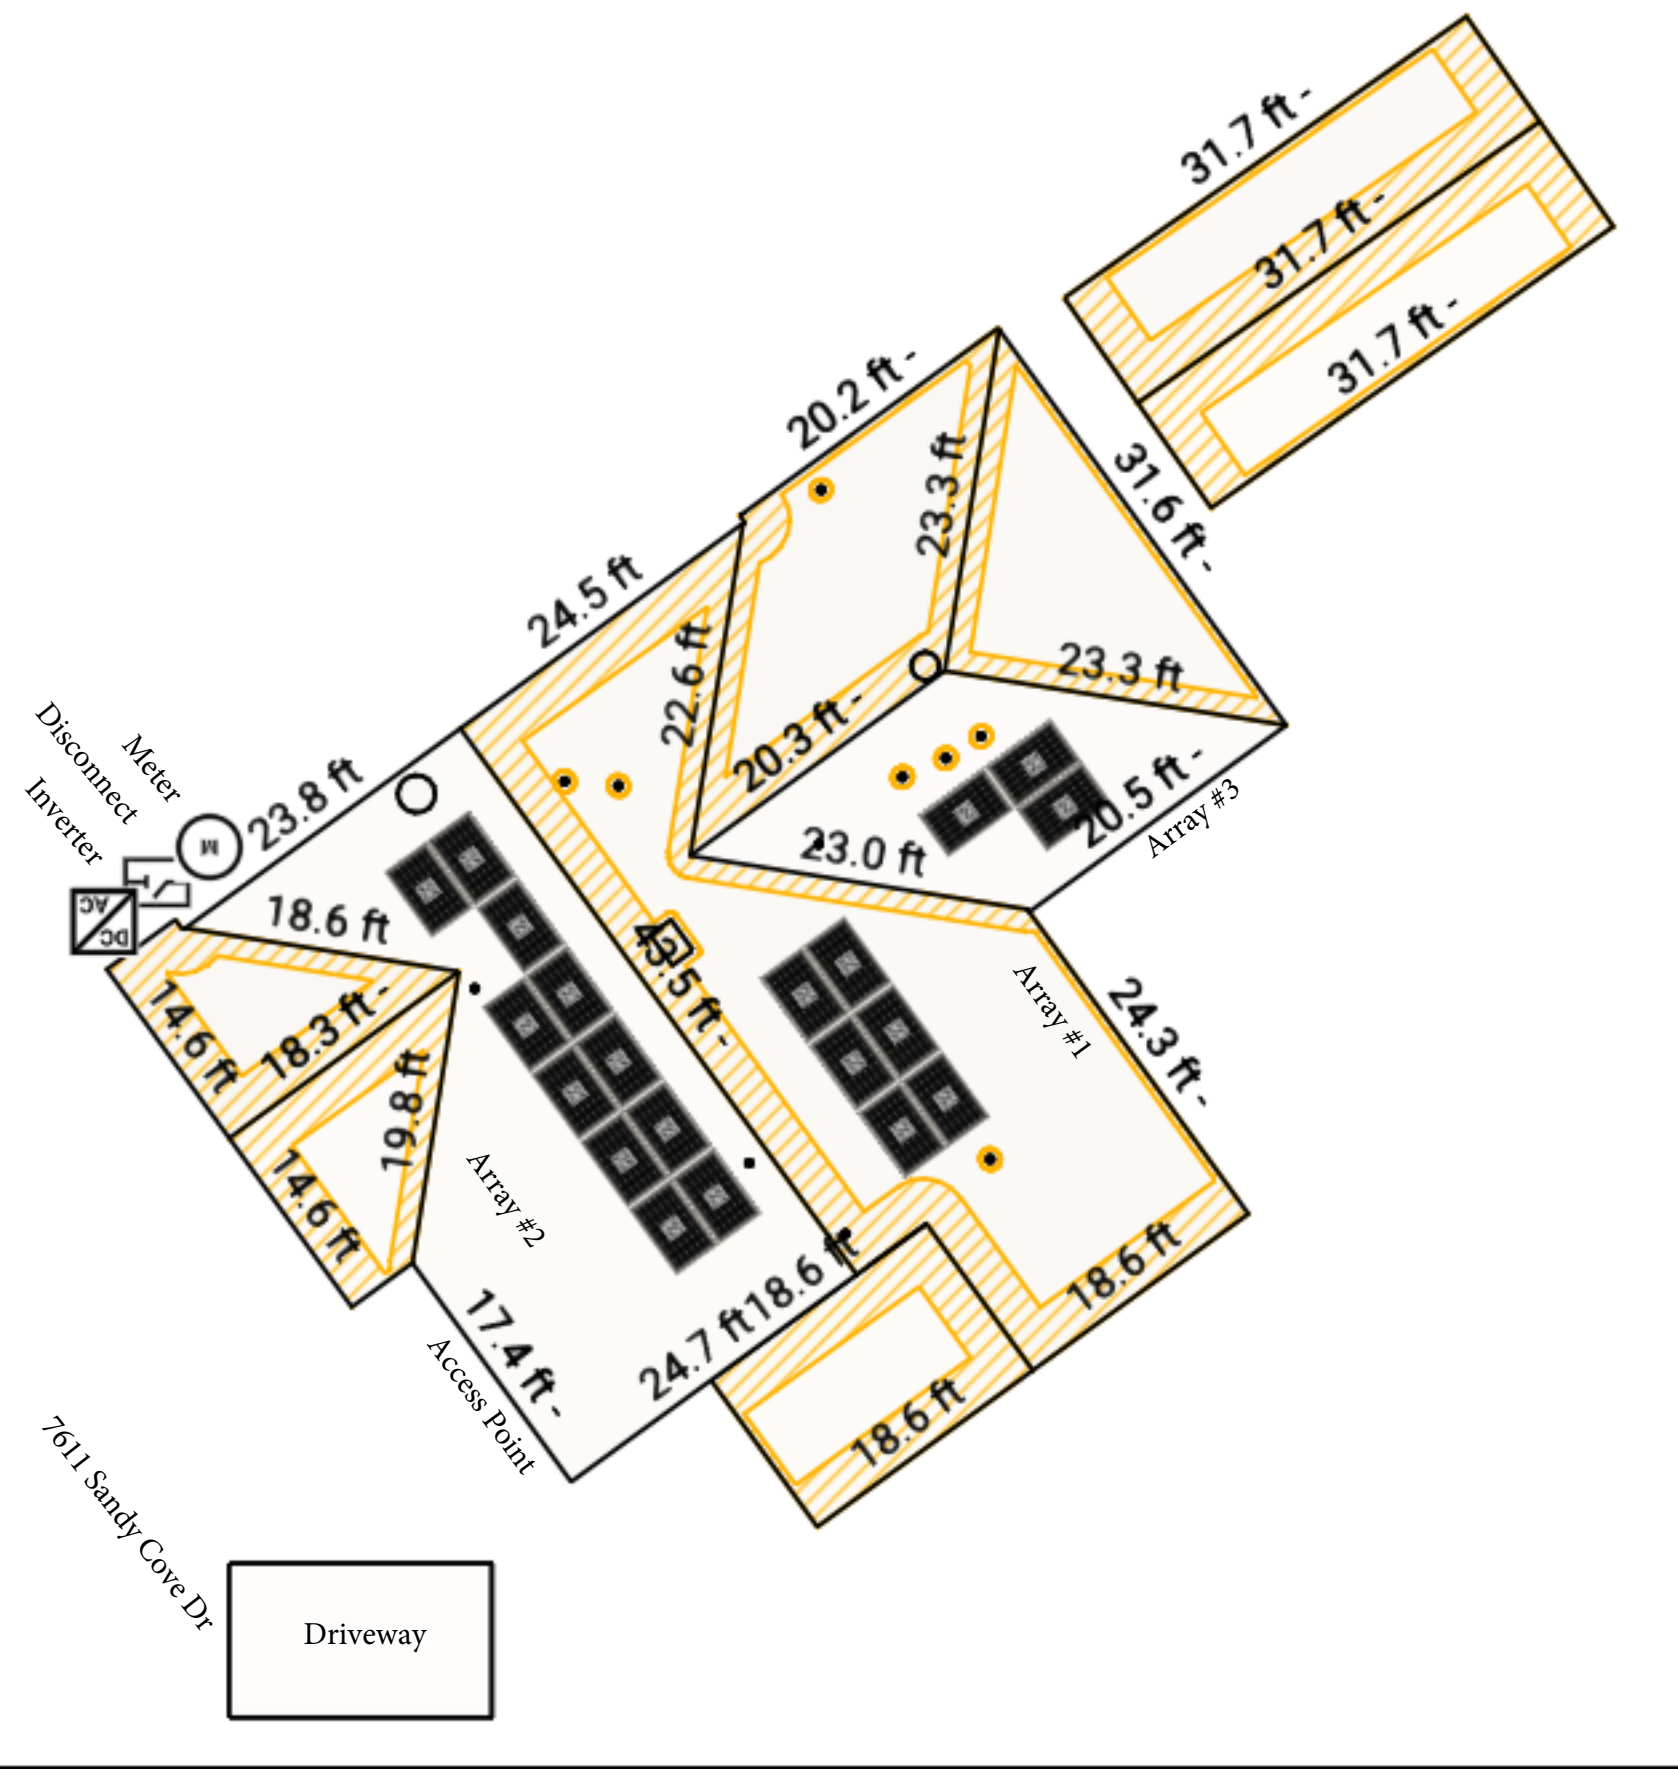 31.7 ft -
31.7 ft -
31.7 ft -
20.2 ft -
23.3 ft
31.6 ft -
24.5 ft
22.6 ft
23.3 ft
20.3 ft -
20.5 ft -
Array #3
23.0 ft
Meter
Disconnect
Inverter
M
23.8 ft
AC
DC
18.6 ft
14.6 ft
18.3 ft -
43.5 ft -
Array #1
24.3 ft -
19.8 ft
14.6 ft
Array #2
18.6 ft
18.6 ft
24.7 ft
17.4 ft -
Access Point
18.6 ft
7611 Sandy Cove Dr
Driveway